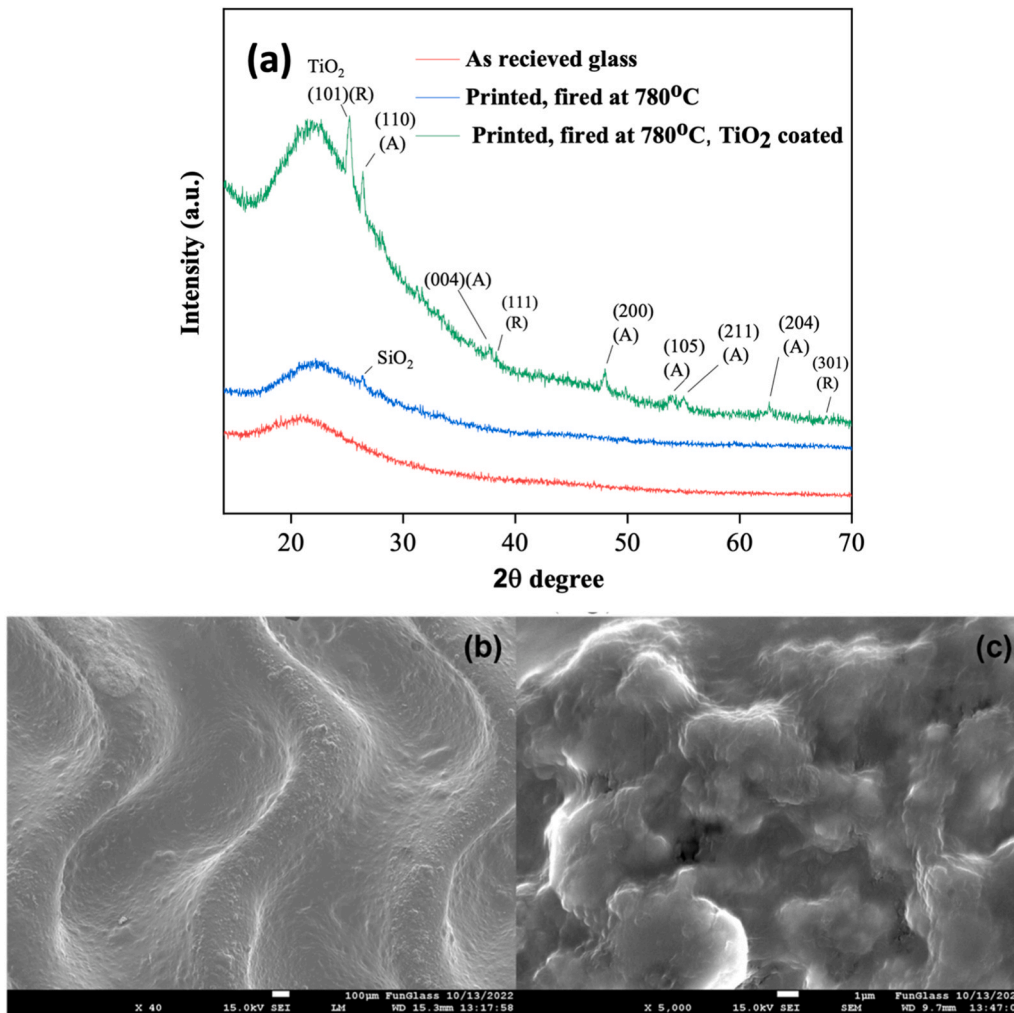 (a)
As recieved glass
Printed, fired at 780⁰C
Printed, fired at 780⁰C, TiO₂ coated
TiO₂
(101)(R)
(110)
(A)
(004)(A)
(111)
(R)
(200)
(A)
(105)
(A)
(211)
(A)
(204)
(A)
(301)
(R)
SiO₂
Intensity (a.u.)
20 30 40 50 60 70
2θ degree
(b)
(c)
100μm FunGlass 10/13/2022
X 40 15.0kV SEI LM WD 15.3mm 13:17:58
1μm FunGlass
X 5,000 15.0kV SEI SEM WD 9.7mm